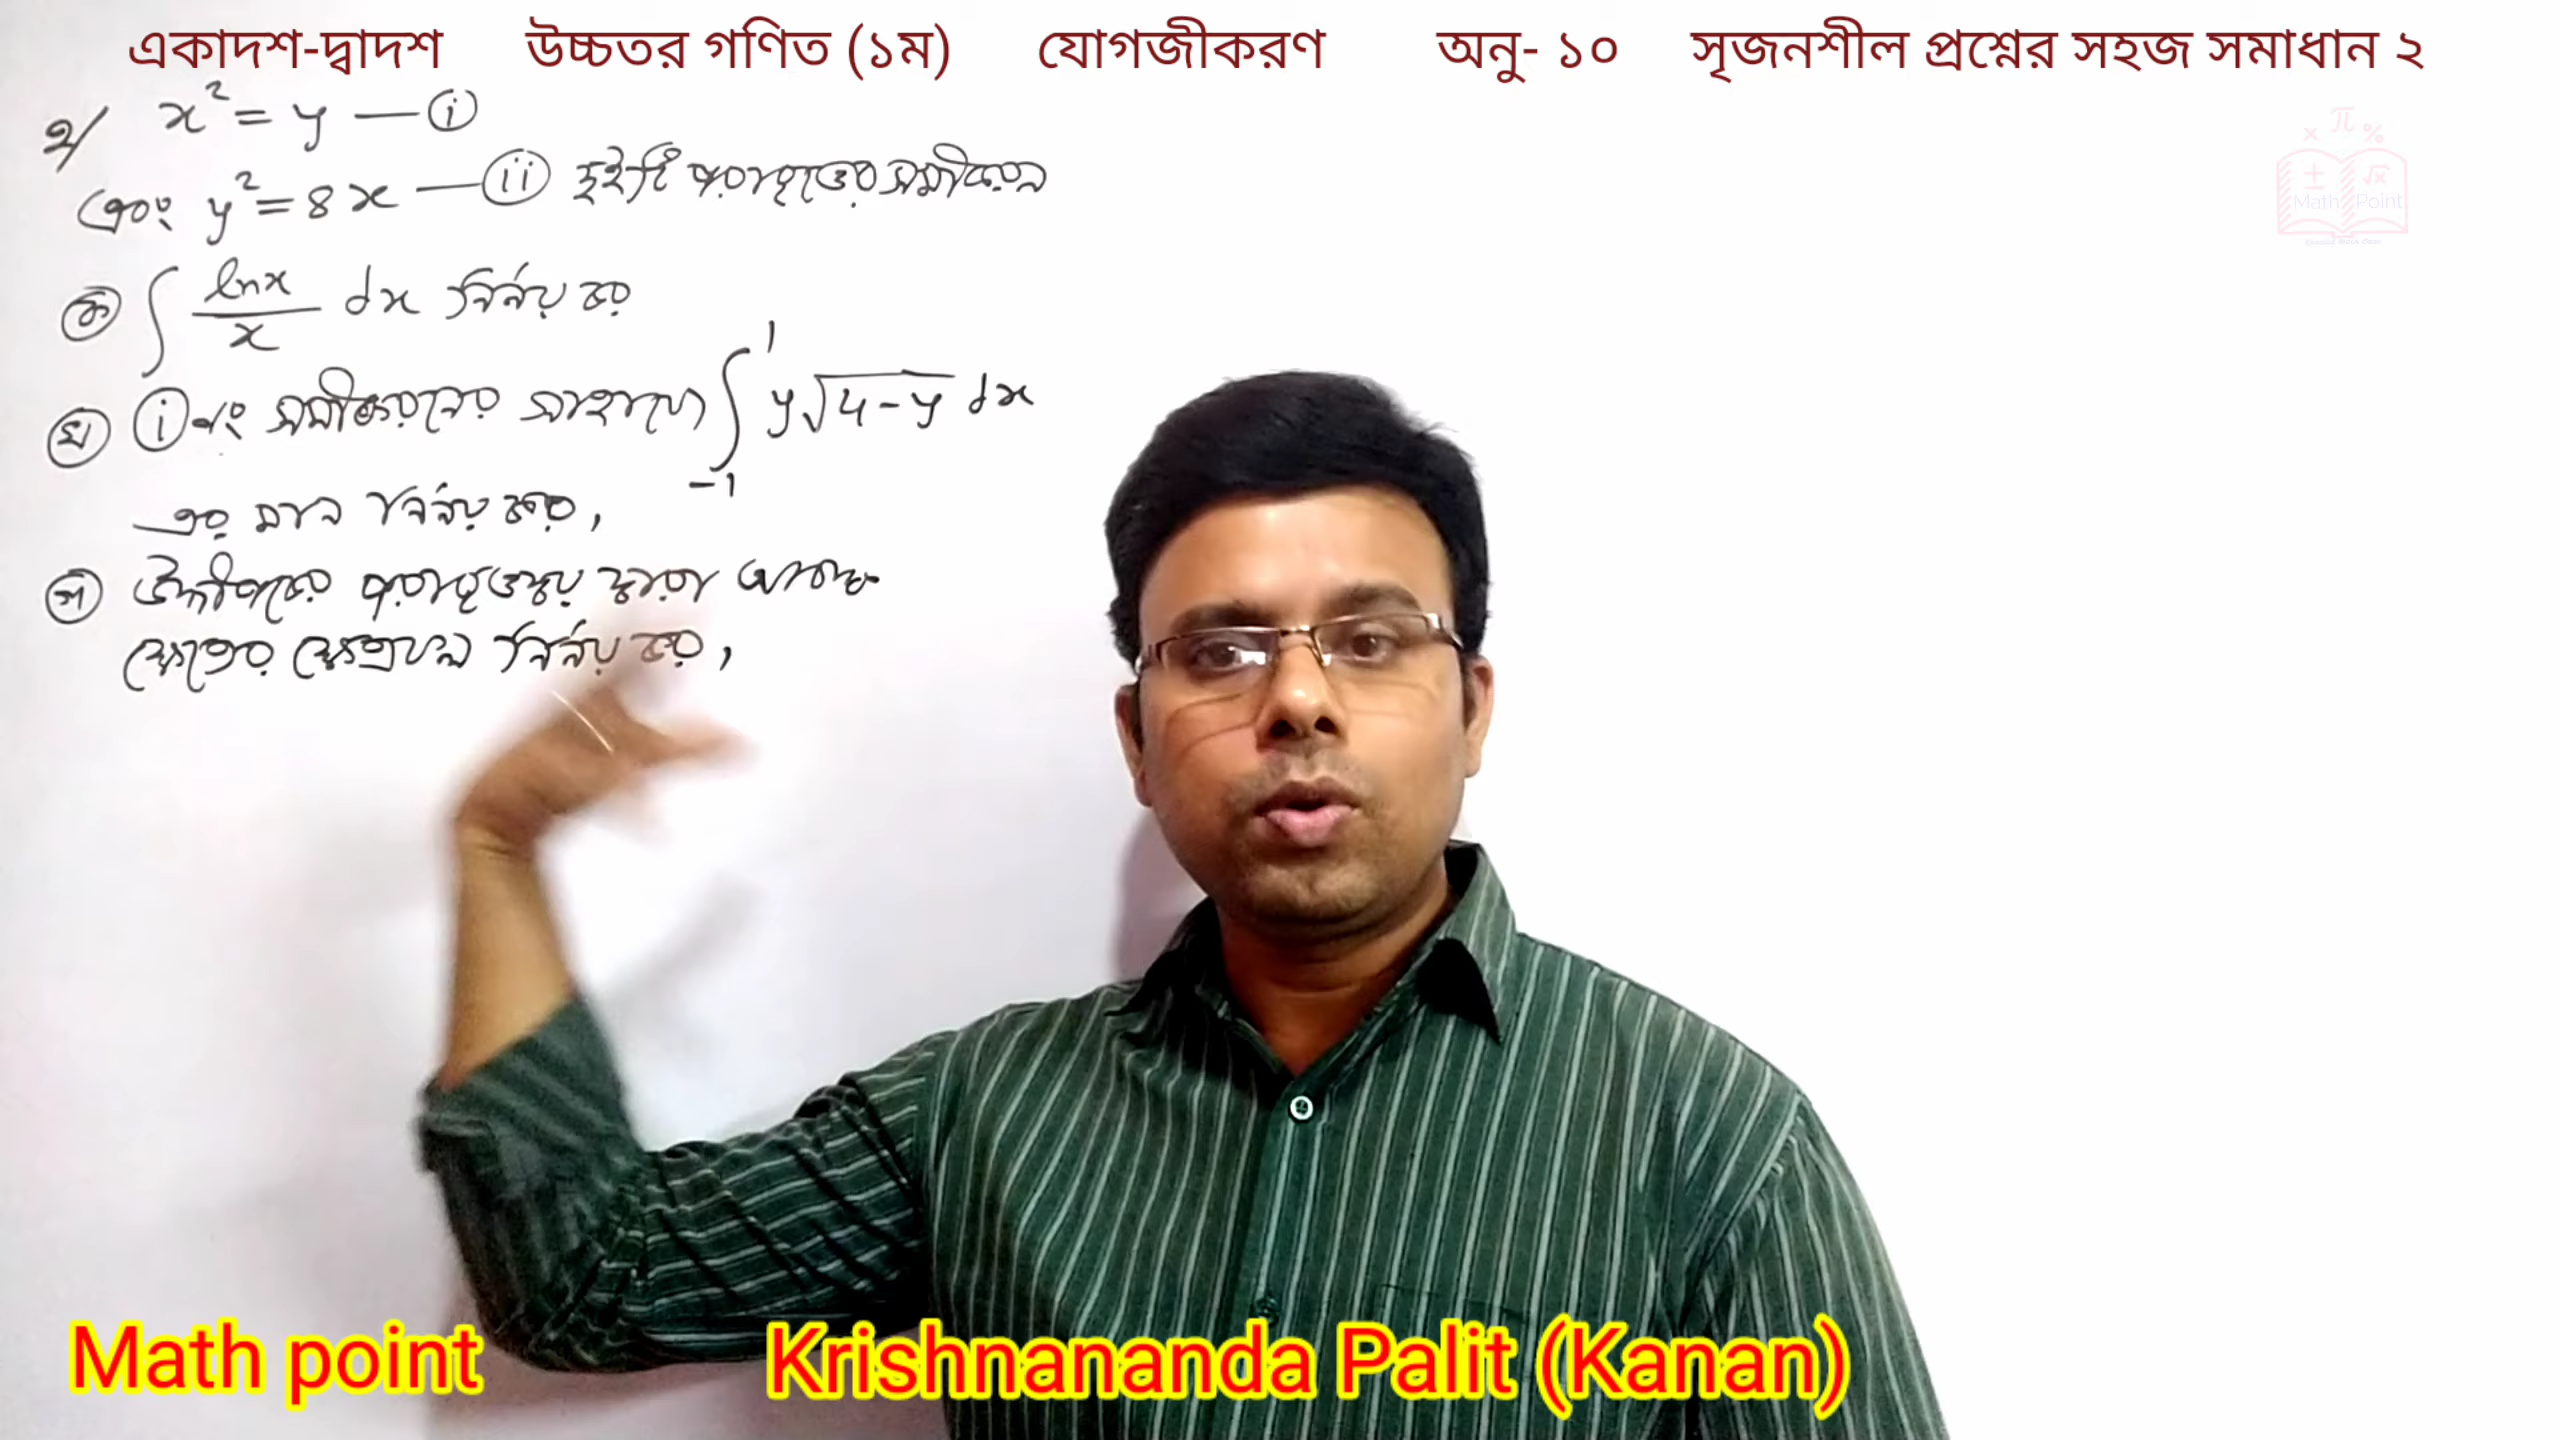 একাদশ-দ্বাদশ উচ্চতর গণিত (১ম) যোগজীকরণ অনু- ১০ সৃজনশীল প্রশ্নের সহজ সমাধান ২
২/ x² = y — (i)
এবং y² = 8x — (ii) দুইটি পরাবৃত্তের সমীকরণ
(ক) ∫ lnx/x dx নির্ণয় কর
(খ) (i) নং সমীকরণের সাহায্যে ∫₋₁¹ y√(4-y) dx
এর মান নির্ণয় কর,
(গ) উদ্দীপকের পরাবৃত্তদ্বয় দ্বারা আবদ্ধ
ক্ষেত্রের ক্ষেত্রফল নির্ণয় কর,
× π %
± √x
Math Point
Math point Krishnananda Palit (Kanan)